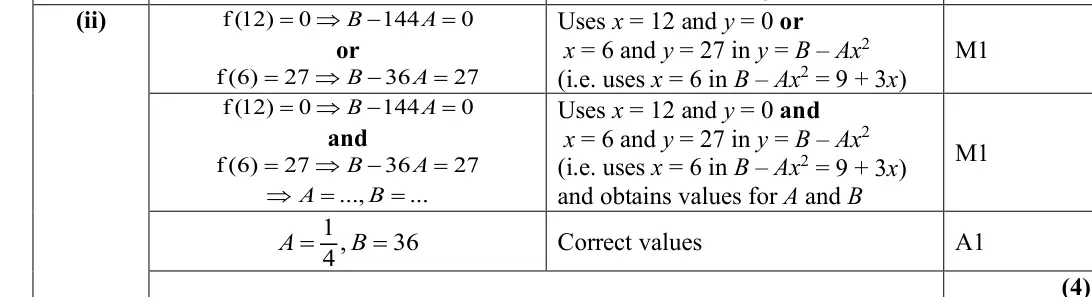 (ii)
f(12) = 0 ⇒ B − 144A = 0
or
f(6) = 27 ⇒ B − 36A = 27
Uses x = 12 and y = 0 or
x = 6 and y = 27 in y = B – Ax²
(i.e. uses x = 6 in B – Ax² = 9 + 3x)
M1
f(12) = 0 ⇒ B − 144A = 0
and
f(6) = 27 ⇒ B − 36A = 27
⇒ A = ..., B = ...
Uses x = 12 and y = 0 and
x = 6 and y = 27 in y = B – Ax²
(i.e. uses x = 6 in B – Ax² = 9 + 3x)
and obtains values for A and B
M1
A = 1/4, B = 36
Correct values
A1
(4)